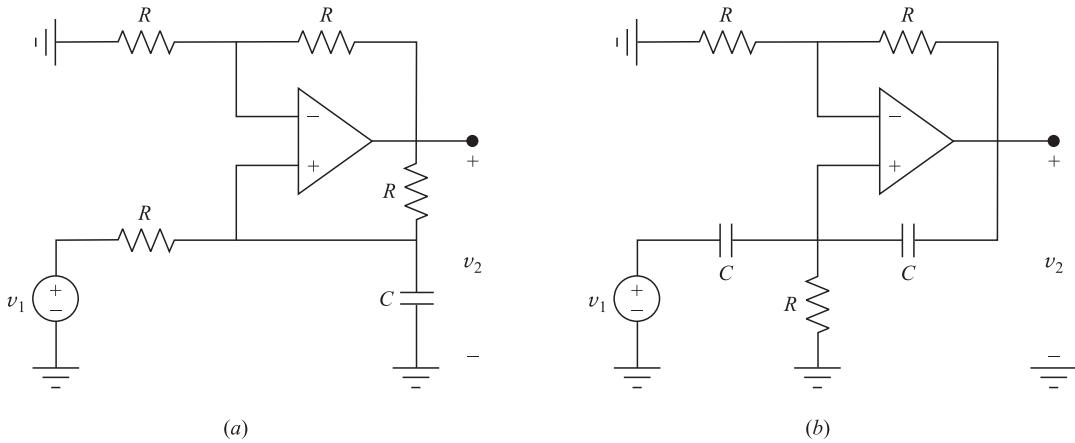 R R R R
− −
+ + + +
R
R
v2 v2
C C
v1 + − C v1 + − R
− −
(a) (b)